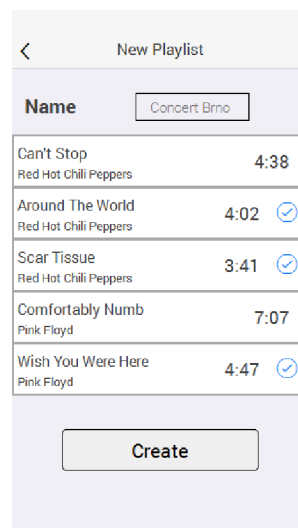 New Playlist
Name Concert Brno
Can't Stop 4:38
Red Hot Chili Peppers
Around The World 4:02
Red Hot Chili Peppers
Scar Tissue 3:41
Red Hot Chili Peppers
Comfortably Numb 7:07
Pink Floyd
Wish You Were Here 4:47
Pink Floyd
Create